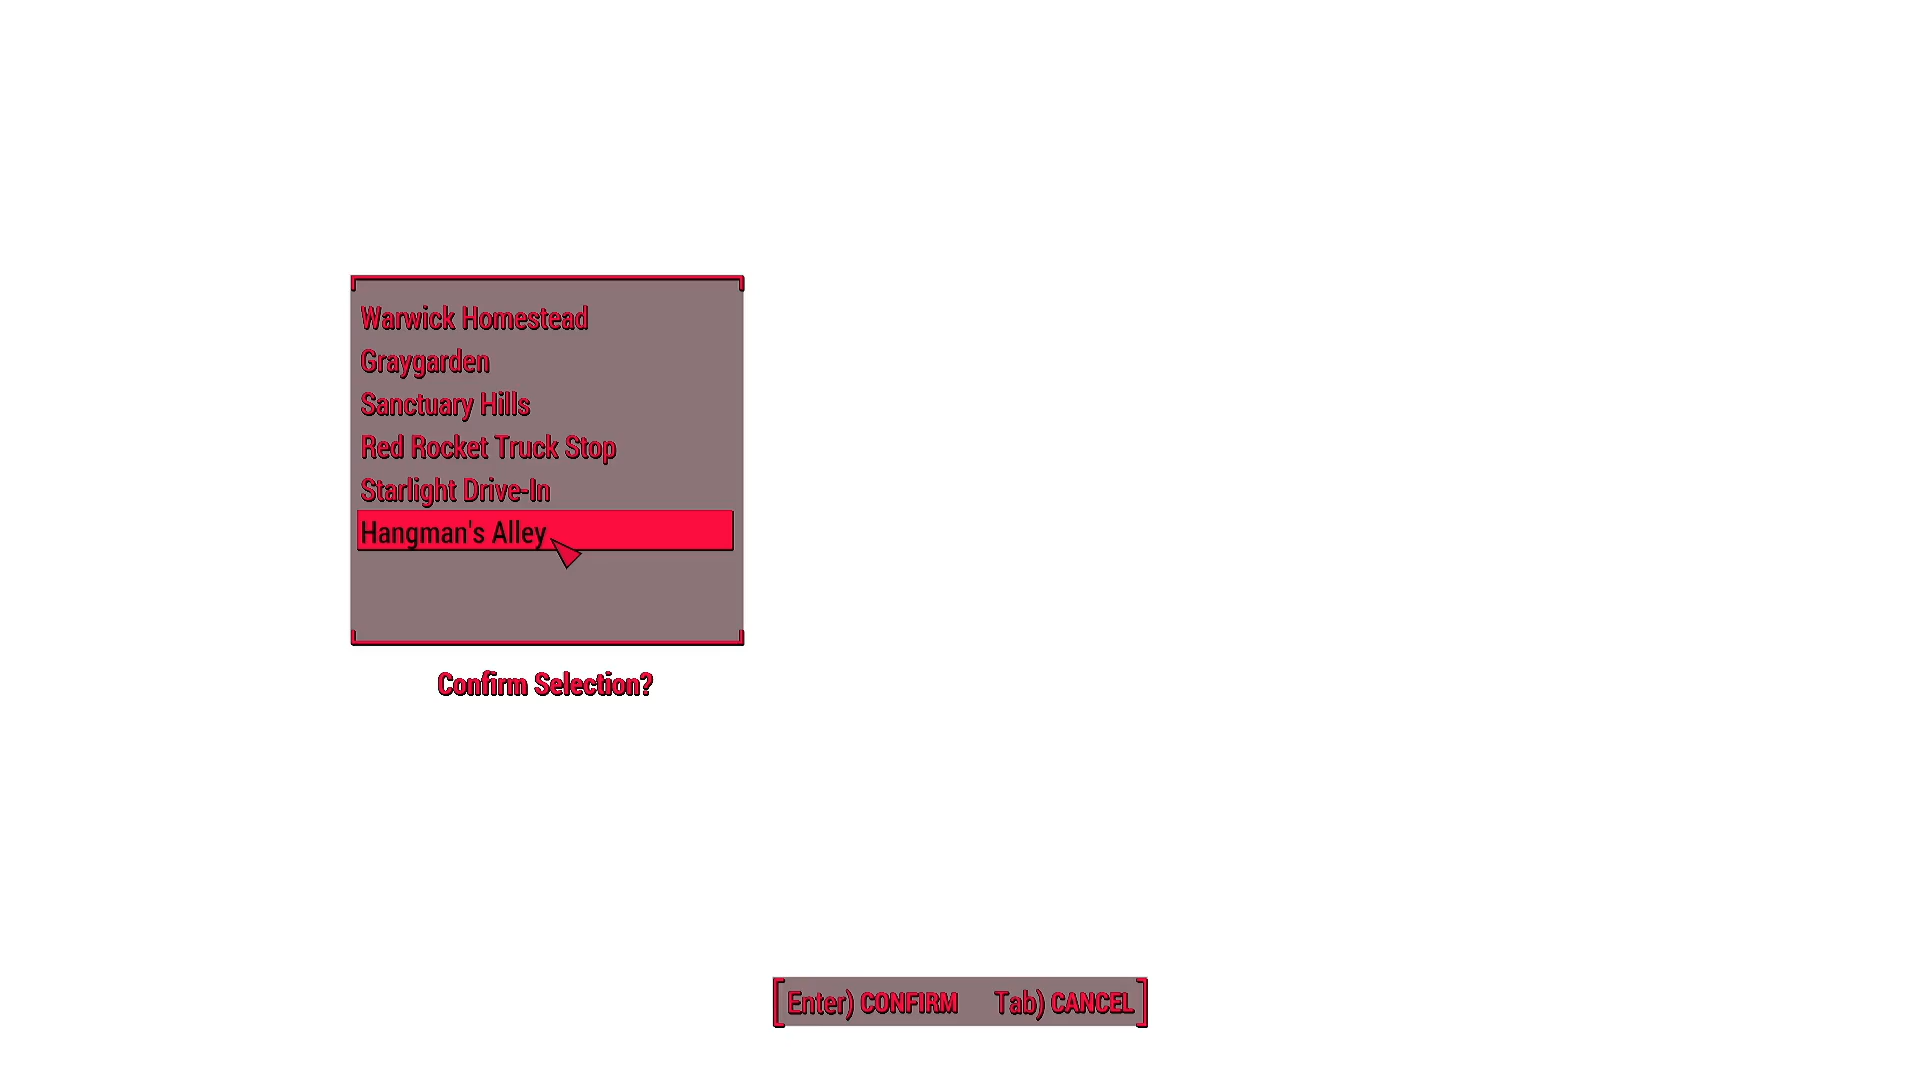 Warwick Homestead
Graygarden
Sanctuary Hills
Red Rocket Truck Stop
Starlight Drive-In
Hangman's Alley
Confirm Selection?
Enter) CONFIRM Tab) CANCEL